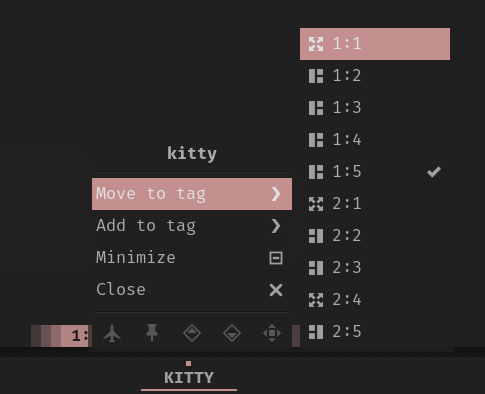 kitty
Move to tag
Add to tag
Minimize
Close
1:1
1:2
1:3
1:4
1:5
2:1
2:2
2:3
2:4
2:5
1:
KITTY